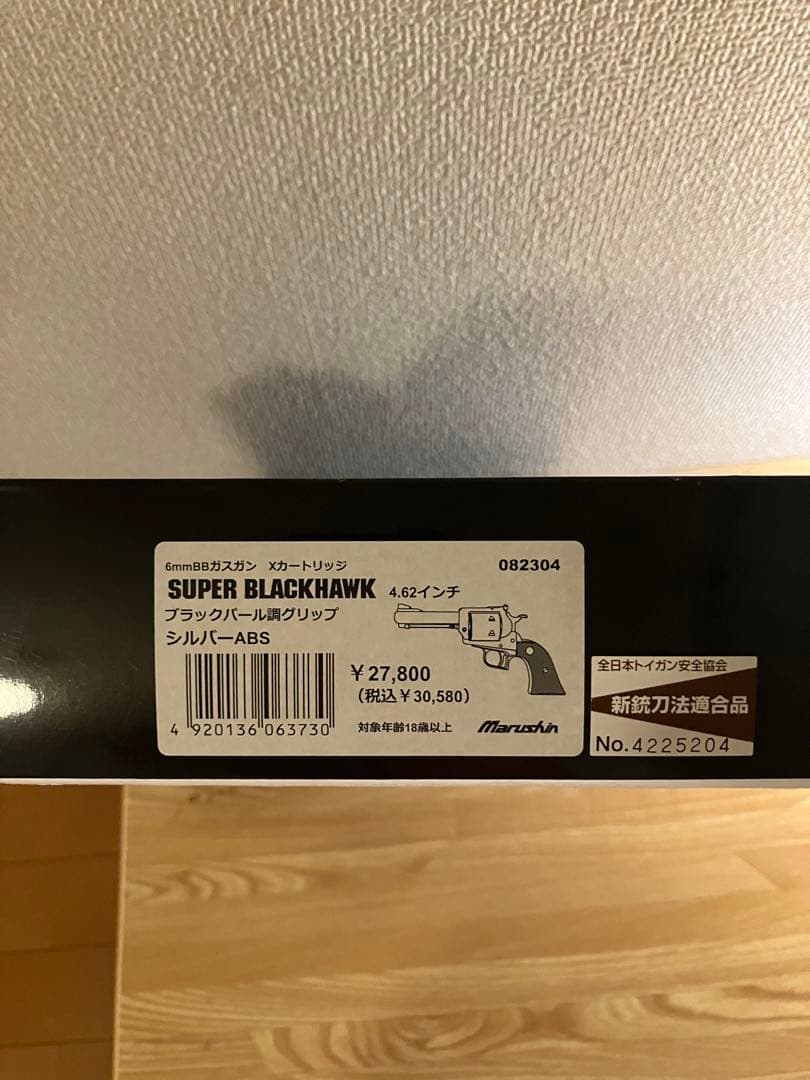 6mmBBガスガン Xカートリッジ 082304
SUPER BLACKHAWK 4.62インチ
ブラックパール調グリップ
シルバーABS
¥27,800
(税込¥30,580)
4 920136 063730
対象年齢18歳以上 Marushin
全日本トイガン安全協会
新銃刀法適合品
No.4225204